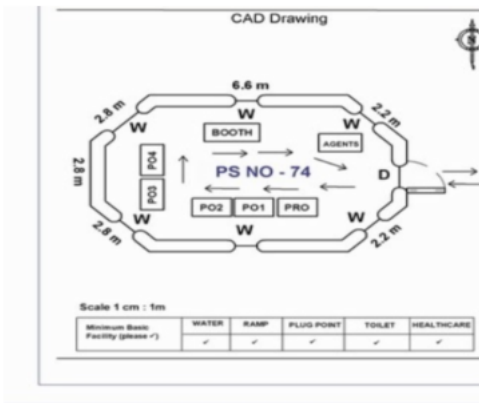 CAD Drawing
N
6.6 m
2.8 m
2.2 m
W
W
W
BOOTH
AGENTS
PO4
2.8 m
PS NO - 74
D
PO3
PO2 PO1 PRO
W
W
W
2.8 m
2.2 m
Scale 1 cm : 1m
Minimum Basic Facility (please ✓) WATER RAMP PLUG POINT TOILET HEALTHCARE
✓ ✓ ✓ ✓ ✓